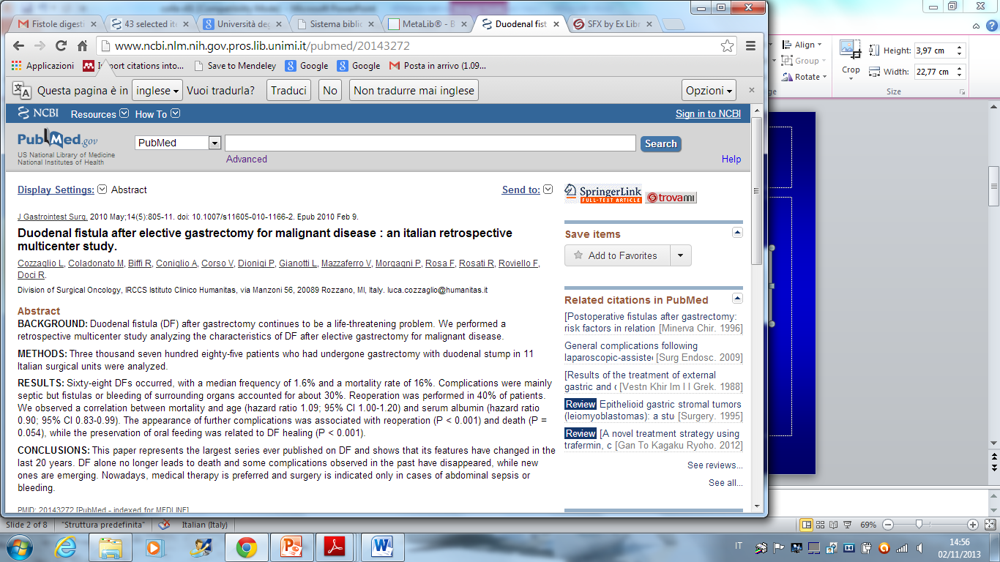 Fistole digesti
43 selected it
Università deg
Sistema biblic
MetaLib® - B
Duodenal fist
SFX by Ex Libr
www.ncbi.nlm.nih.gov.pros.lib.unimi.it/pubmed/20143272
Applicazioni
Import citations into...
Save to Mendeley
Google
Google
Posta in arrivo (1.09...
Questa pagina è in inglese Vuoi tradurla? Traduci No Non tradurre mai inglese Opzioni
NCBI Resources How To Sign in to NCBI
PubMed.gov
US National Library of Medicine
National Institutes of Health
PubMed
Search
Advanced
Help
Display Settings: Abstract
Send to:
J Gastrointest Surg. 2010 May;14(5):805-11. doi: 10.1007/s11605-010-1166-2. Epub 2010 Feb 9.
Duodenal fistula after elective gastrectomy for malignant disease : an italian retrospective
multicenter study.
Cozzaglio L, Coladonato M, Biffi R, Coniglio A, Corso V, Dionigi P, Gianotti L, Mazzaferro V, Morgagni P, Rosa F, Rosati R, Roviello F,
Doci R.
Division of Surgical Oncology, IRCCS Istituto Clinico Humanitas, via Manzoni 56, 20089 Rozzano, MI, Italy. luca.cozzaglio@humanitas.it
Abstract
BACKGROUND: Duodenal fistula (DF) after gastrectomy continues to be a life-threatening problem. We performed a
retrospective multicenter study analyzing the characteristics of DF after elective gastrectomy for malignant disease.
METHODS: Three thousand seven hundred eighty-five patients who had undergone gastrectomy with duodenal stump in 11
Italian surgical units were analyzed.
RESULTS: Sixty-eight DFs occurred, with a median frequency of 1.6% and a mortality rate of 16%. Complications were mainly
septic but fistulas or bleeding of surrounding organs accounted for about 30%. Reoperation was performed in 40% of patients.
We observed a correlation between mortality and age (hazard ratio 1.09; 95% CI 1.00-1.20) and serum albumin (hazard ratio
0.90; 95% CI 0.83-0.99). The appearance of further complications was associated with reoperation (P < 0.001) and death (P =
0.054), while the preservation of oral feeding was related to DF healing (P < 0.001).
CONCLUSIONS: This paper represents the largest series ever published on DF and shows that its features have changed in the
last 20 years. DF alone no longer leads to death and some complications observed in the past have disappeared, while new
ones are emerging. Nowadays, medical therapy is preferred and surgery is indicated only in cases of abdominal sepsis or
bleeding.
PMID: 20143272 [PubMed - indexed for MEDLINE]
SpringerLink
FULL-TEXT ARTICLE
trovami
Save items
Add to Favorites
Related citations in PubMed
[Postoperative fistulas after gastrectomy:
risk factors in relation [Minerva Chir. 1996]
General complications following
laparoscopic-assisted [Surg Endosc. 2009]
[Results of the treatment of external
gastric and d [Vestn Khir Im I I Grek. 1988]
Review Epithelioid gastric stromal tumors
(leiomyoblastomas): a stu [Surgery. 1995]
Review [A novel treatment strategy using
trafermin, c [Gan To Kagaku Ryoho. 2012]
See reviews...
See all...
Align
Group
Rotate
Crop
Height: 3,97 cm
Width: 22,77 cm
Size
Slide 2 of 8
"Struttura predefinita"
Italian (Italy)
69%
IT
14:56
02/11/2013